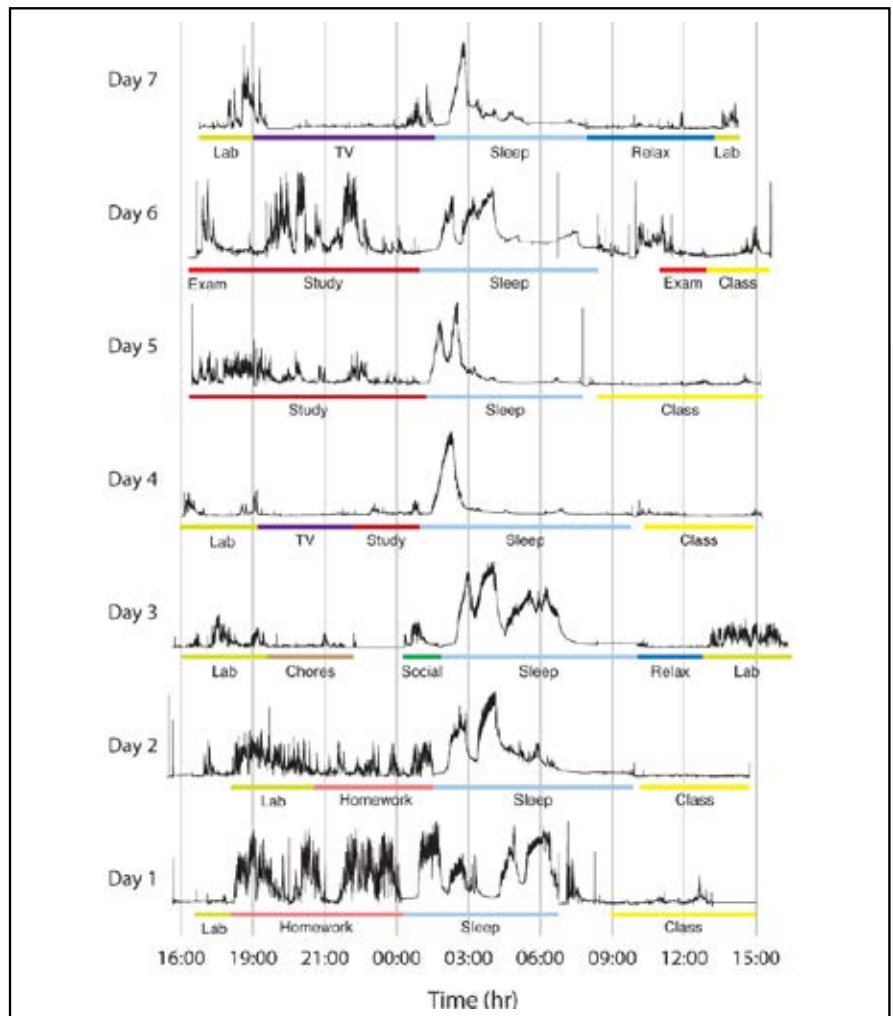 Day 7
Lab TV Sleep Relax Lab
Day 6
Exam Study Sleep Exam Class
Day 5
Study Sleep Class
Day 4
Lab TV Study Sleep Class
Day 3
Lab Chores Social Sleep Relax Lab
Day 2
Lab Homework Sleep Class
Day 1
Lab Homework Sleep Class
16:00 19:00 21:00 00:00 03:00 06:00 09:00 12:00 15:00
Time (hr)